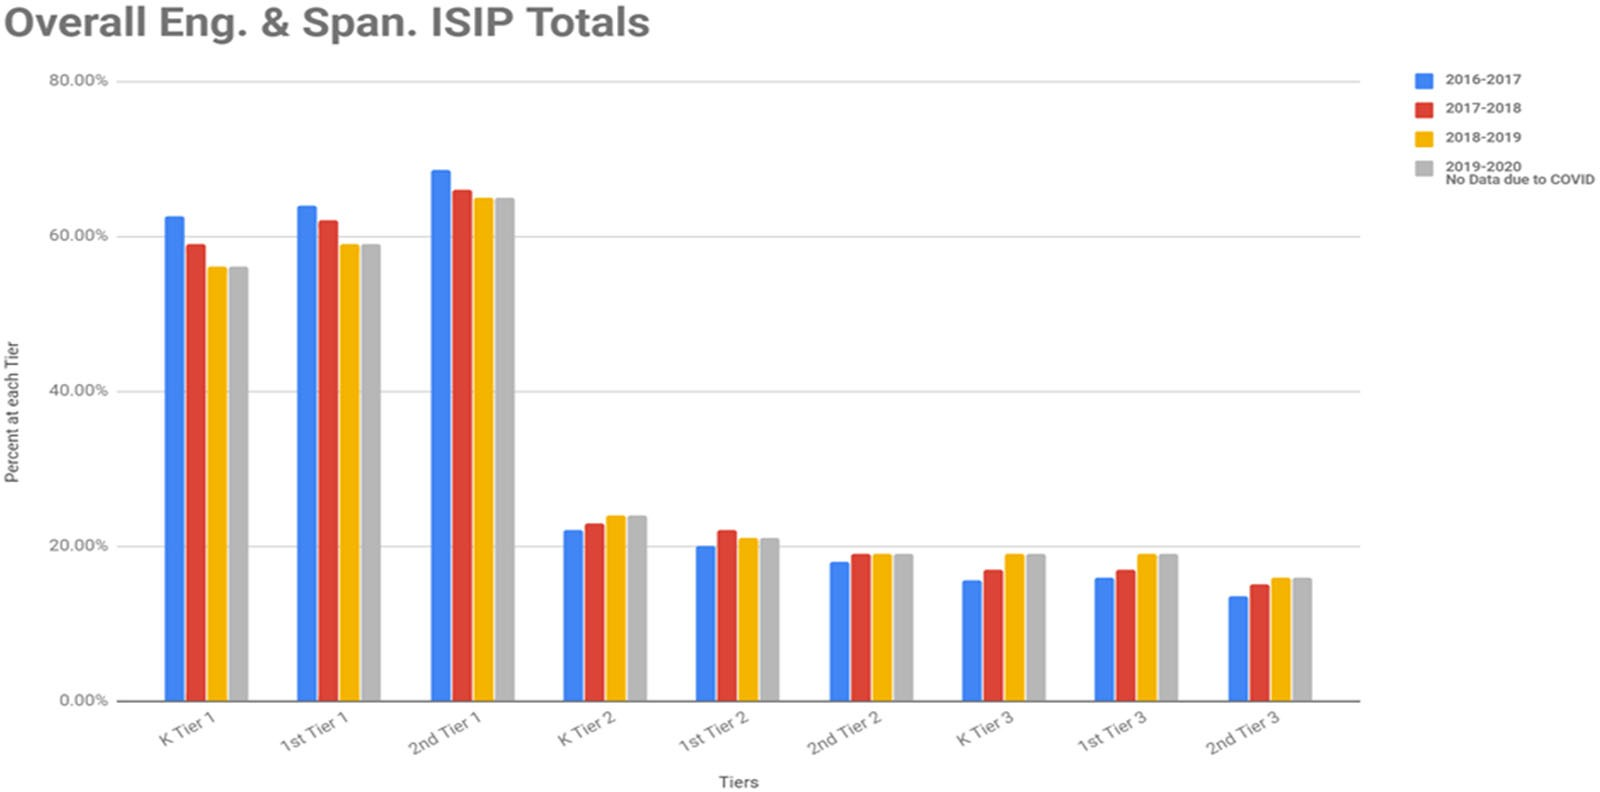 Overall Eng. & Span. ISIP Totals
80.00%
60.00%
40.00%
20.00%
0.00%
Percent at each Tier
K Tier 1
1st Tier 1
2nd Tier 1
K Tier 2
1st Tier 2
2nd Tier 2
K Tier 3
1st Tier 3
2nd Tier 3
Tiers
2016-2017
2017-2018
2018-2019
2019-2020
No Data due to COVID